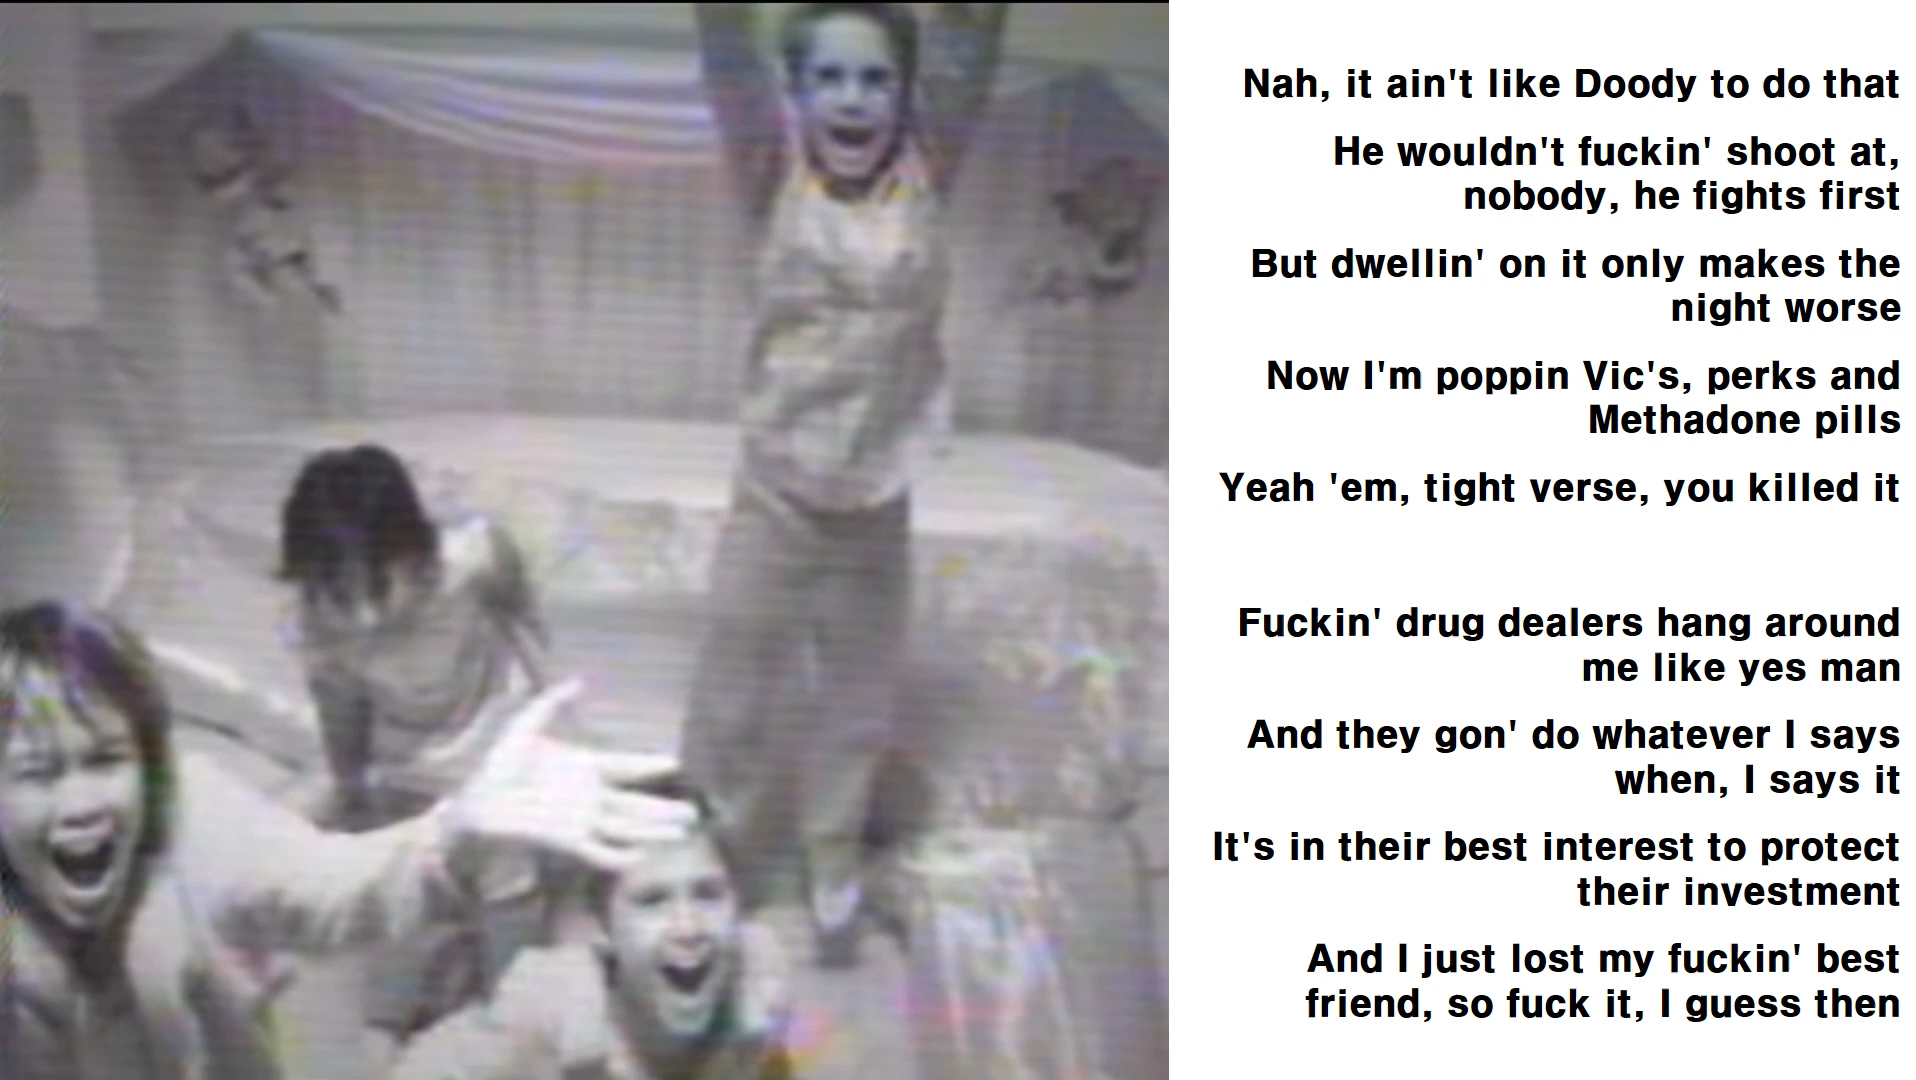 Nah, it ain't like Doody to do that
He wouldn't fuckin' shoot at,
nobody, he fights first
But dwellin' on it only makes the
night worse
Now I'm poppin Vic's, perks and
Methadone pills
Yeah 'em, tight verse, you killed it
Fuckin' drug dealers hang around
me like yes man
And they gon' do whatever I says
when, I says it
It's in their best interest to protect
their investment
And I just lost my fuckin' best
friend, so fuck it, I guess then